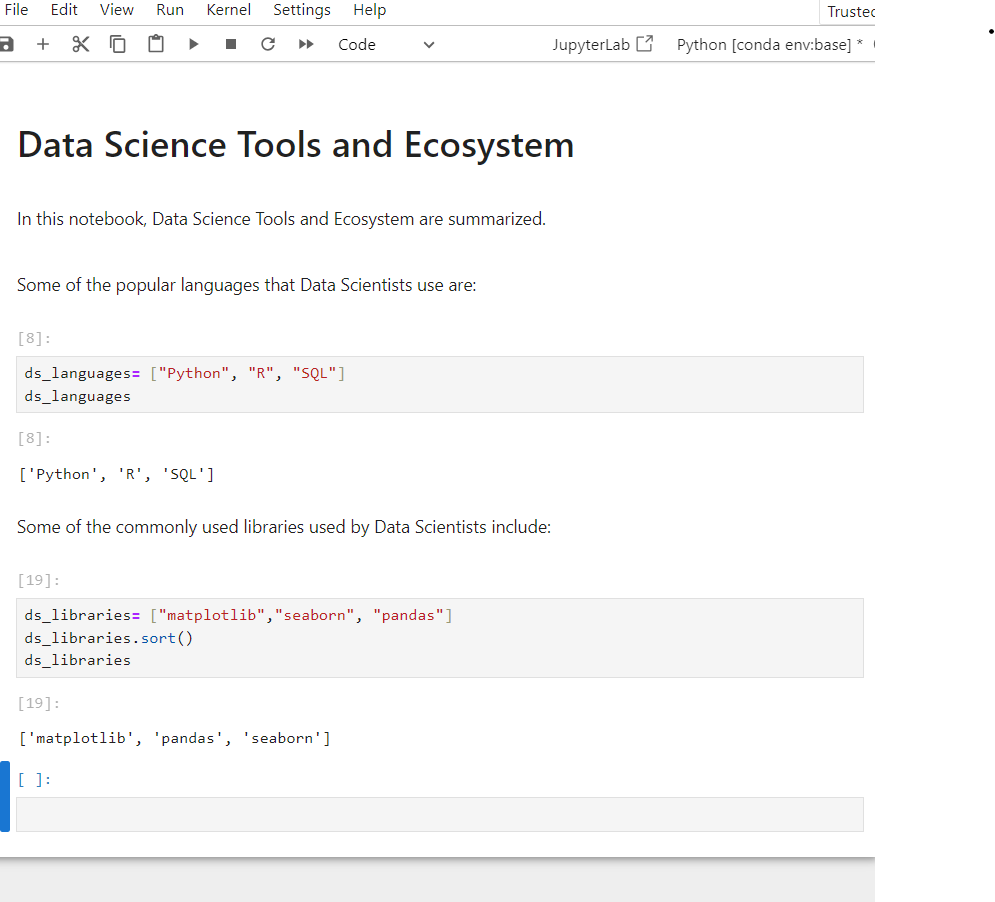 File Edit View Run Kernel Settings Help
Trusted
Code JupyterLab Python [conda env:base] *
Data Science Tools and Ecosystem
In this notebook, Data Science Tools and Ecosystem are summarized.
Some of the popular languages that Data Scientists use are:
[8]:
ds_languages= ["Python", "R", "SQL"]
ds_languages
[8]:
['Python', 'R', 'SQL']
Some of the commonly used libraries used by Data Scientists include:
[19]:
ds_libraries= ["matplotlib","seaborn", "pandas"]
ds_libraries.sort()
ds_libraries
[19]:
['matplotlib', 'pandas', 'seaborn']
[ ]: